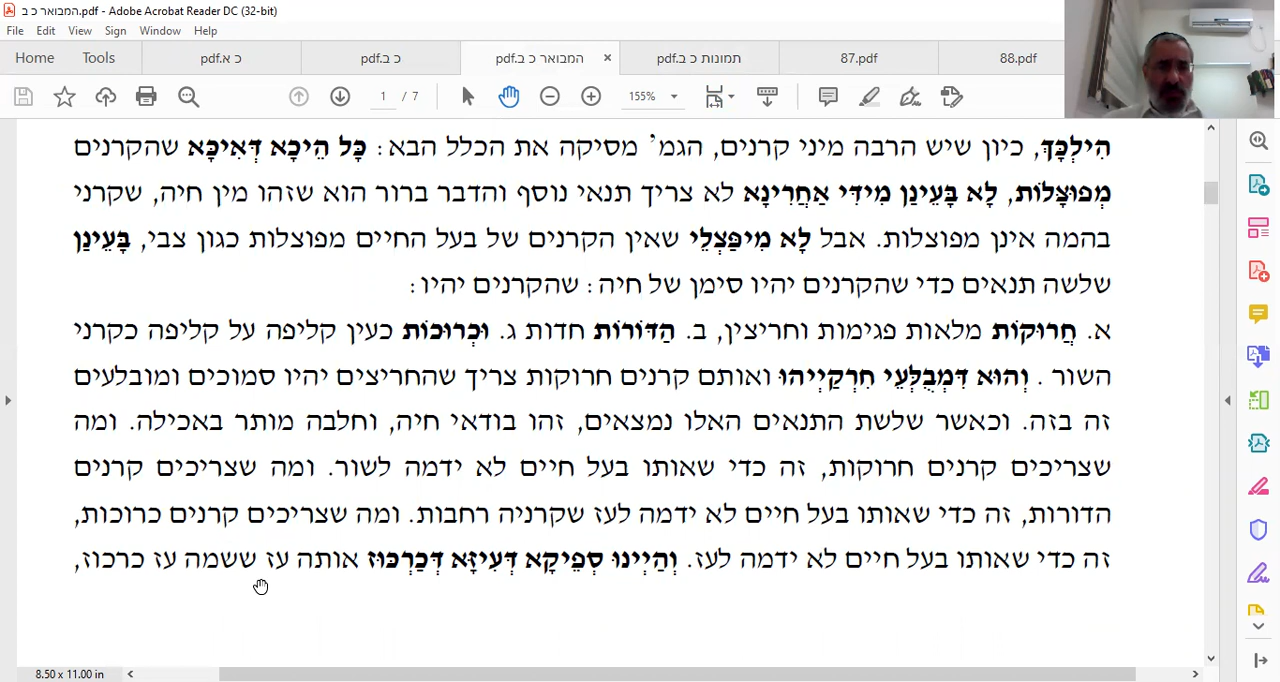 המבואר כ ב.pdf - Adobe Acrobat Reader DC (32-bit)
File Edit View Sign Window Help
Home Tools כ א.pdf כ ב.pdf המבואר כ ב.pdf × תמונות כ ב.pdf 87.pdf 88.pdf
1 / 7 155%
הִילְכָּךְ, כיון שיש הרבה מיני קרנים, הגמ' מסיקה את הכלל הבא: כָּל הֵיכָא דְּאִיכָּא שהקרנים
מְפוּצָּלוֹת, לָא בָּעֵינַן מִידֵּי אַחֲרִינָא לא צריך תנאי נוסף והדבר ברור הוא שזהו מין חיה, שקרני
בהמה אינן מפוצלות. אבל לָא מִיפַּצְלֵי שאין הקרנים של בעל החיים מפוצלות כגון צבי, בָּעֵינַן
שלשה תנאים כדי שהקרנים יהיו סימן של חיה: שהקרנים יהיו:
א. חֲרוּקוֹת מלאות פגימות וחריצין, ב. הַדּוּרוֹת חדות ג. וּכְרוּכוֹת כעין קליפה על קליפה כקרני
השור . וְהוּא דְּמִבַלְּעֵי חִרְקַיְיהוּ ואותם קרנים חרוקות צריך שהחריצים יהיו סמוכים ומובלעים
זה בזה. וכאשר שלשת התנאים האלו נמצאים, זהו בודאי חיה, וחלבה מותר באכילה. ומה
שצריכים קרנים חרוקות, זה כדי שאותו בעל חיים לא ידמה לשור. ומה שצריכים קרנים
הדורות, זה כדי שאותו בעל חיים לא ידמה לעז שקרניה רחבות. ומה שצריכים קרנים כרוכות,
זה כדי שאותו בעל חיים לא ידמה לעז. וְהַיְינוּ סְפֵיקָא דְּעִיזָּא דְּכַרְכּוּז אותה עז ששמה עז כרכוז,
8.50 x 11.00 in